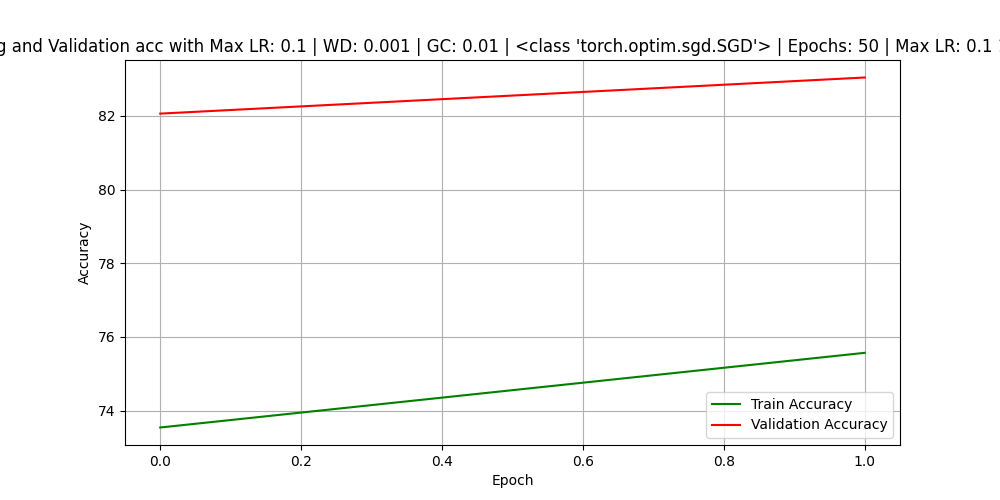 g and Validation acc with Max LR: 0.1 | WD: 0.001 | GC: 0.01 | <class 'torch.optim.sgd.SGD'> | Epochs: 50 | Max LR: 0.1
82
80
78
76
74
Accuracy
0.0 0.2 0.4 0.6 0.8 1.0
Epoch
Train Accuracy
Validation Accuracy